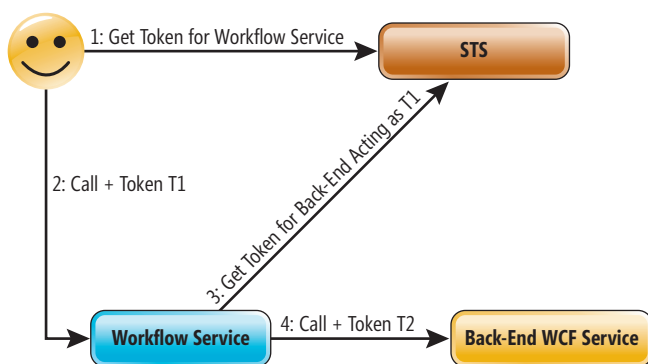 1: Get Token for Workflow Service
STS
2: Call + Token T1
3: Get Token for Back-End Acting as T1
Workflow Service
4: Call + Token T2
Back-End WCF Service